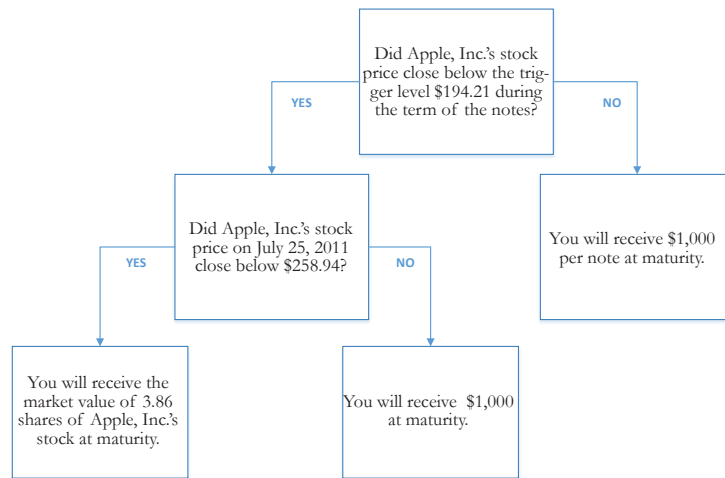 Did Apple, Inc.'s stock
price close below the trig-
ger level $194.21 during
the term of the notes?
YES
NO
Did Apple, Inc.'s stock
price on July 25, 2011
close below $258.94?
You will receive $1,000
per note at maturity.
YES
NO
You will receive the
market value of 3.86
shares of Apple, Inc.'s
stock at maturity.
You will receive $1,000
at maturity.